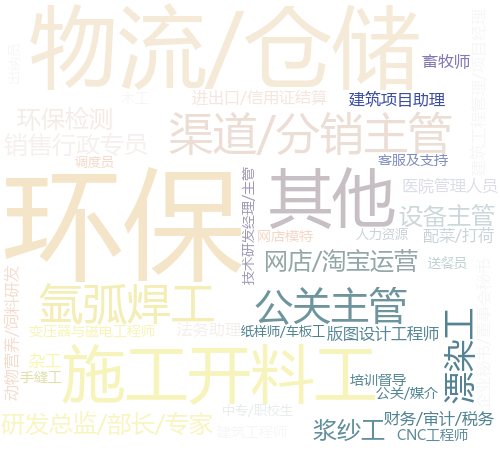 物流/仓储
畜牧师
木工
进出口/信用证结算
建筑项目助理
环保检测
渠道/分销主管
销售行政专员
调度员
客服及支持
环保
其他
技术研发经理/主管
医院管理人员
设备主管
网店模特
人力资源
配菜/打荷
网店/淘宝运营
送餐员
动物营养/饲料研发
氩弧焊工
公关主管
漂染工
变压器与磁电工程师
法务助理
纸样师/车板工
版图设计工程师
杂工
施工开料工
手缝工
培训督导
公关/媒介
中专/职校生
研发总监/部长/专家
建筑工程师
浆纱工
财务/审计/税务
CNC工程师